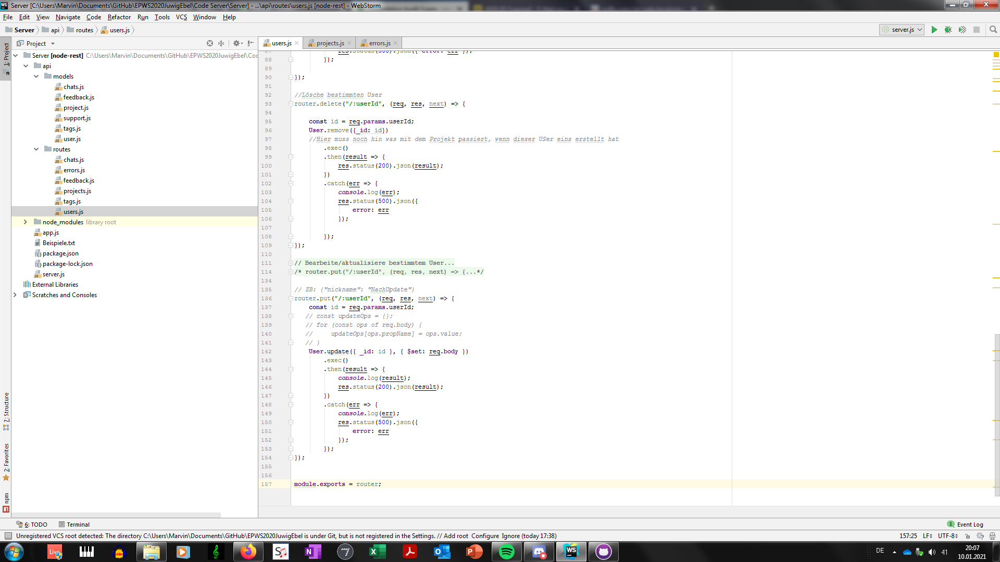 Server [C:\Users\Marvin\Documents\GitHub\EPWS2020JuwigEbel\Code Server\Server] - ...\api\routes\users.js [node-rest] - WebStorm
File Edit View Navigate Code Refactor Run Tools VCS Window Help
Server api routes users.js
server.js
Project
users.js projects.js errors.js
1: Project
7: Structure
2: Favorites
npm
Server [node-rest] C:\Users\Marvin\Documents\GitHub\EPWS2020JuwigEbel\Coc
api
models
chats.js
feedback.js
project.js
support.js
tags.js
user.js
routes
chats.js
errors.js
feedback.js
projects.js
tags.js
users.js
node_modules library root
app.js
Beispiele.txt
package.json
package-lock.json
server.js
External Libraries
Scratches and Consoles
87 res.status(500).json({ error: err });
88 });
89
90 });
91
92 //Lösche bestimmten User
93 router.delete("/:userId", (req, res, next) => {
94
95 const id = req.params.userId;
96 User.remove({_id: id})
97 //Hier muss noch hin was mit dem Projekt passiert, wenn dieser USer eins erstellt hat
98 .exec()
99 .then(result => {
100 res.status(200).json(result);
101 })
102 .catch(err => {
103 console.log(err);
104 res.status(500).json({
105 error: err
106 });
107
108 });
109 });
110
111 // Bearbeite/aktualisiere bestimmtem User...
114 /* router.put("/:userId", (req, res, next) => {...*/
134
135 // ZB: {"nickname": "NachUpdate"}
136 router.put("/:userId", (req, res, next) => {
137 const id = req.params.userId;
138 // const updateOps = {};
139 // for (const ops of req.body) {
140 // updateOps[ops.propName] = ops.value;
141 // }
142 User.update({ _id: id }, { $set: req.body })
143 .exec()
144 .then(result => {
145 console.log(result);
146 res.status(200).json(result);
147 })
148 .catch(err => {
149 console.log(err);
150 res.status(500).json({
151 error: err
152 });
153 });
154 });
155
156
157 module.exports = router;
6: TODO Terminal
1 Event Log
Unregistered VCS root detected: The directory C:\Users\Marvin\Documents\GitHub\EPWS2020JuwigEbel is under Git, but is not registered in the Settings. // Add root Configure Ignore (today 17:38)
157:25 LF UTF-8
Live
DE
41
20:07
10.01.2021